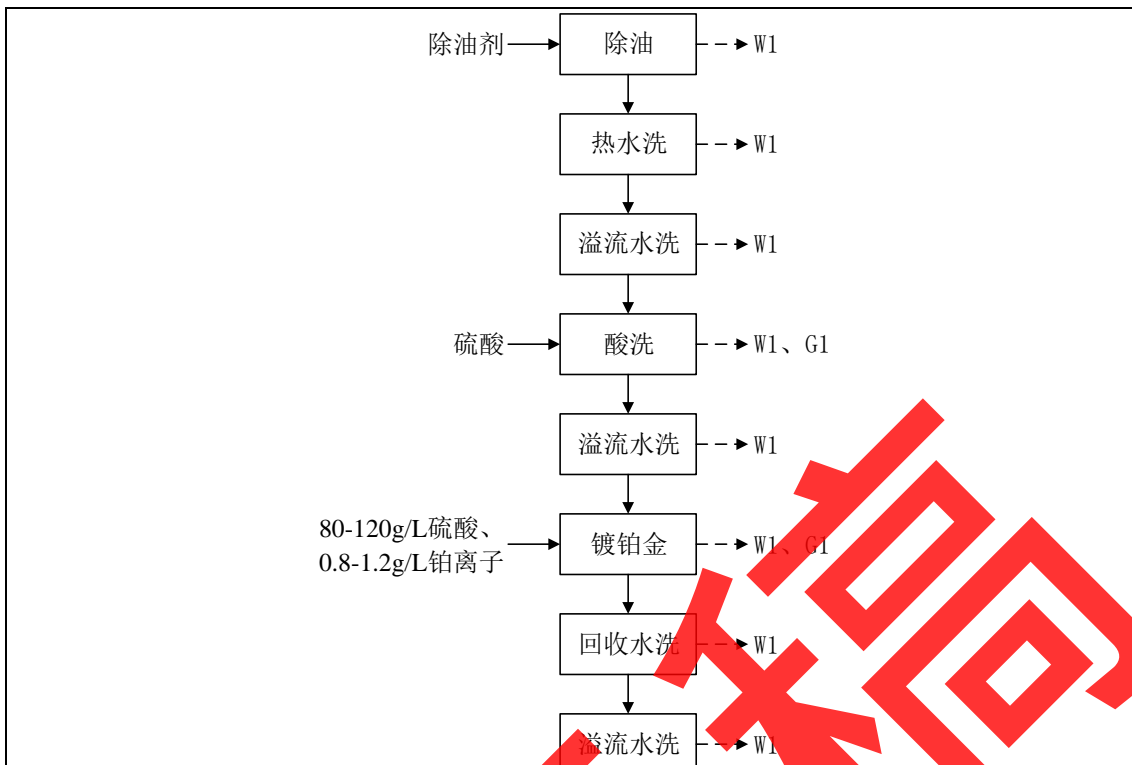 除油剂 除油 W1
热水洗 W1
溢流水洗 W1
硫酸 酸洗 W1、G1
溢流水洗 W1
80-120g/L硫酸、
0.8-1.2g/L铂离子
镀铂金 W1、G1
回收水洗 W1
溢流水洗 W1
稿